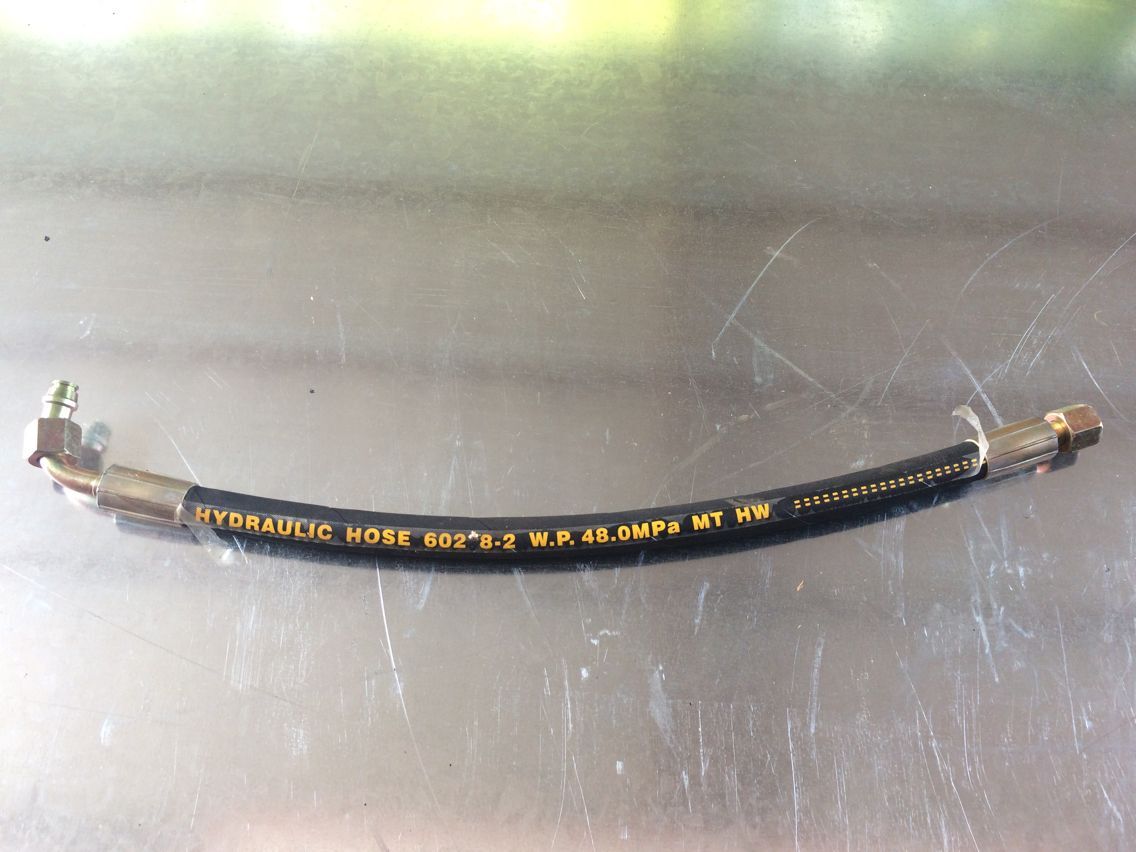 HYDRAULIC HOSE 602 8-2 W.P. 48.0MPa MT HW